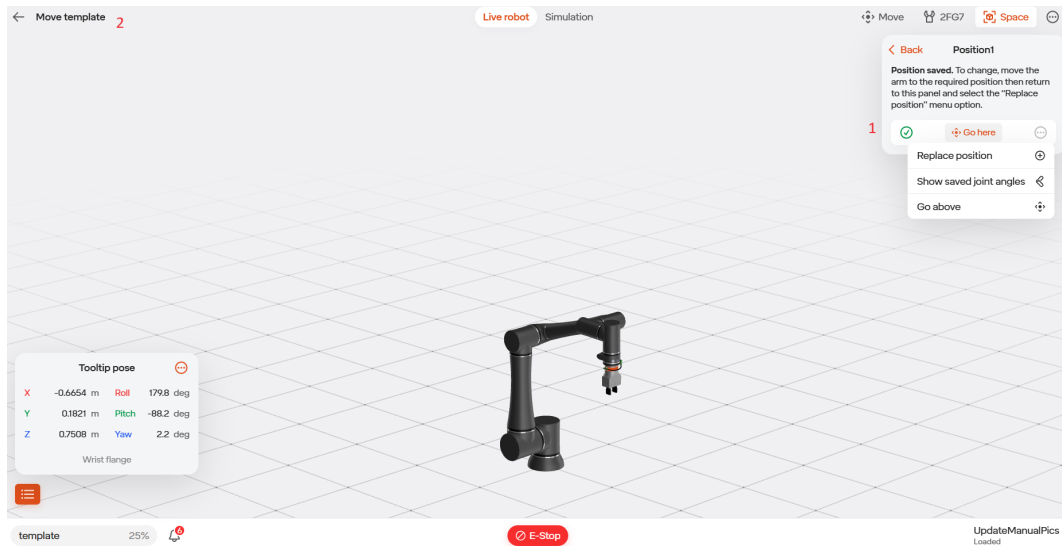 Move template
2
Live robot Simulation
Move 2FG7 Space
Back Position1
Position saved. To change, move the
arm to the required position then return
to this panel and select the "Replace
position" menu option.
1
Go here
Replace position
Show saved joint angles
Go above
Tooltip pose
X -0.6654 m Roll 179.8 deg
Y 0.1821 m Pitch -88.2 deg
Z 0.7508 m Yaw 2.2 deg
Wrist flange
template 25% 6
E-Stop
UpdateManualPics
Loaded